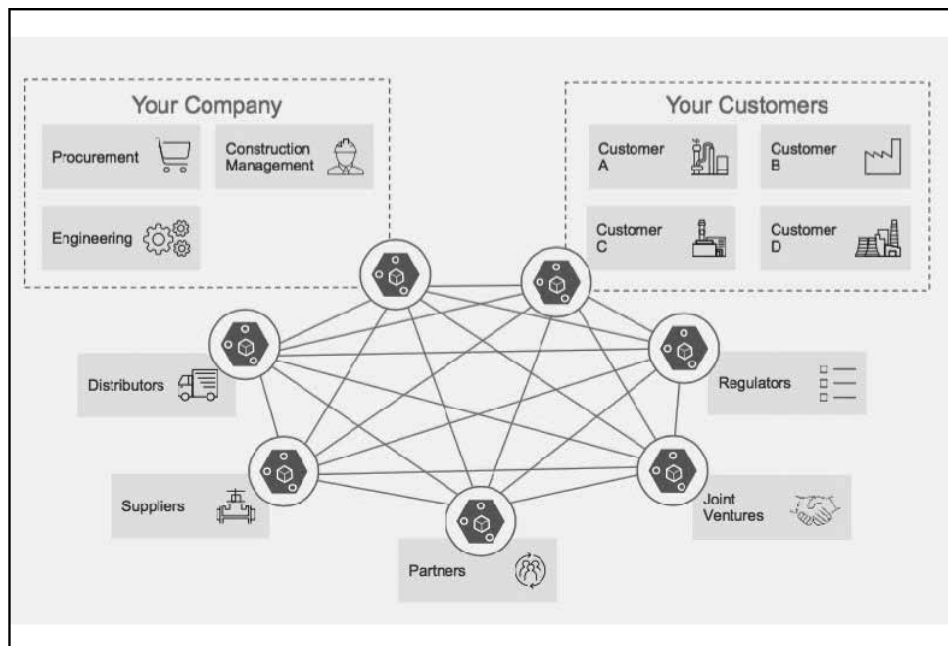 Your Company
Procurement
Construction
Management
Engineering
Your Customers
Customer
A
Customer
B
Customer
C
Customer
D
Distributors
Regulators
Suppliers
Joint
Ventures
Partners